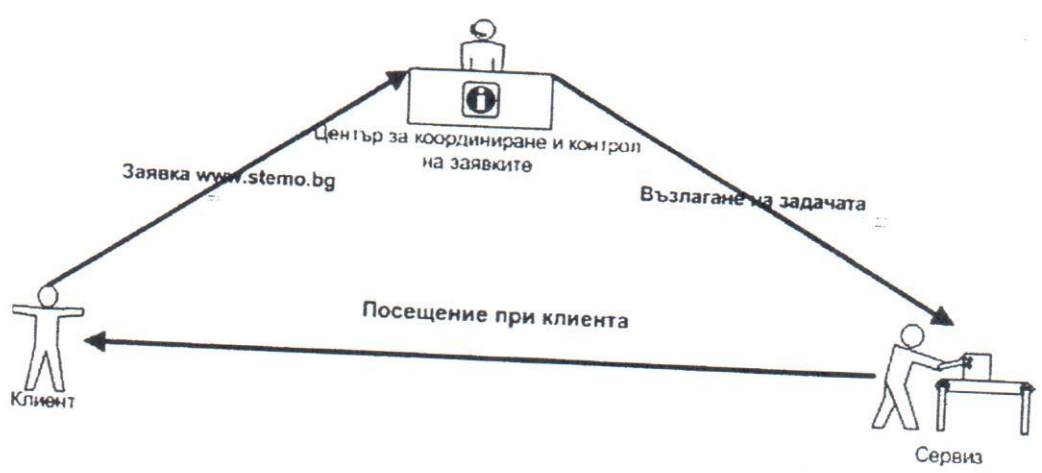 Център за координиране и контрол
на заявките
Заявка www.stemo.bg
Възлагане на задачата
Посещение при клиента
Клиент
Сервиз